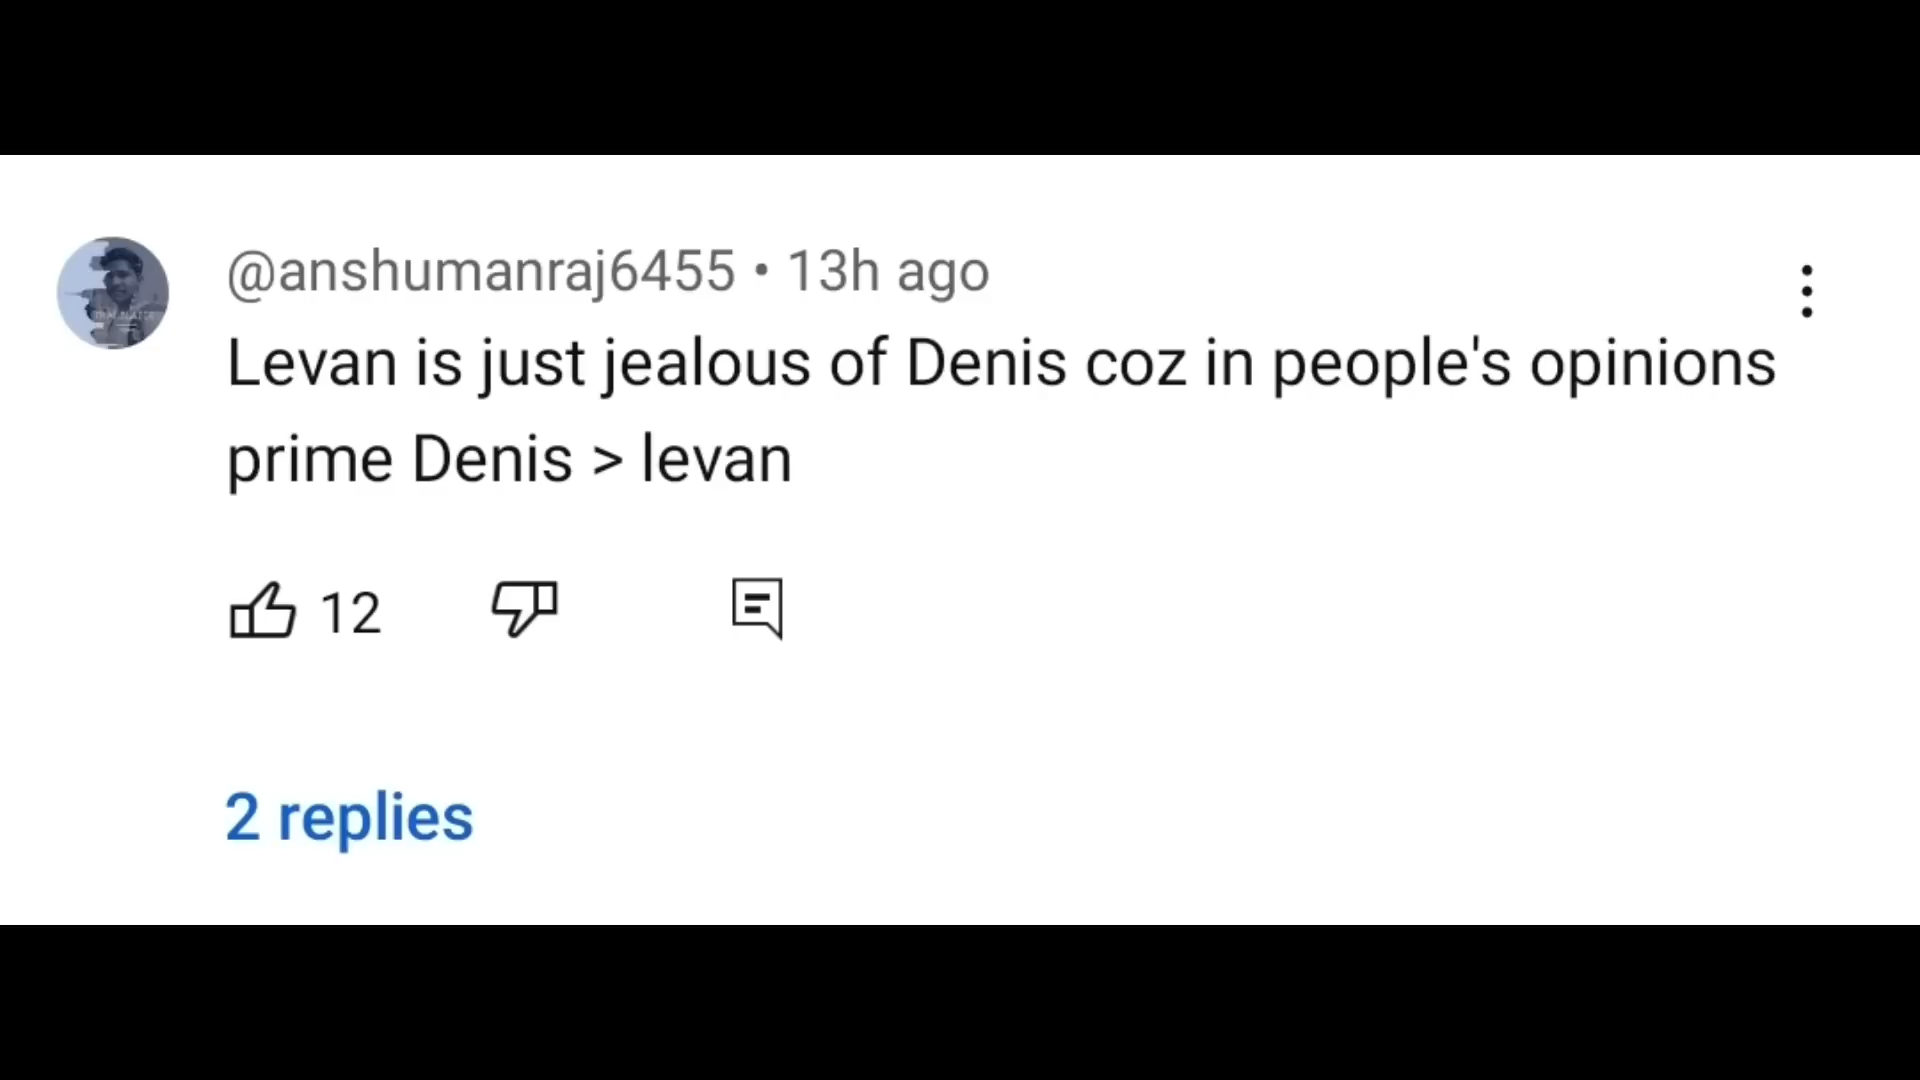 @anshumanraj6455 • 13h ago
Levan is just jealous of Denis coz in people's opinions
prime Denis > levan
12
2 replies